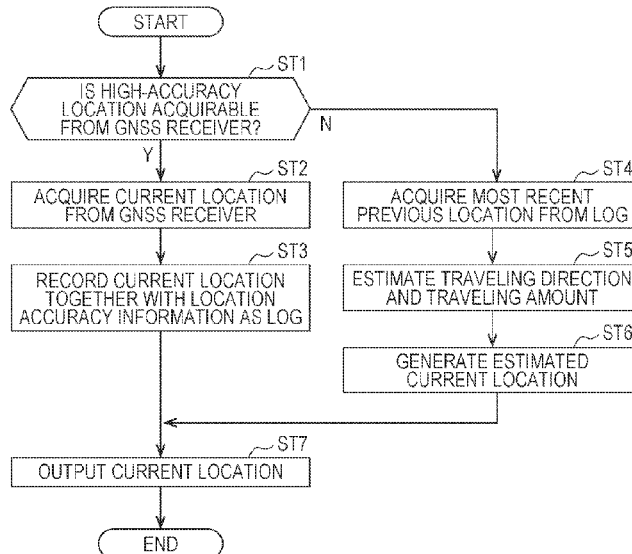 START
ST1
IS HIGH-ACCURACY
LOCATION ACQUIRABLE
FROM GNSS RECEIVER?
N
Y
ST2
ACQUIRE CURRENT LOCATION
FROM GNSS RECEIVER
ST3
RECORD CURRENT LOCATION
TOGETHER WITH LOCATION
ACCURACY INFORMATION AS LOG
ST4
ACQUIRE MOST RECENT
PREVIOUS LOCATION FROM LOG
ST5
ESTIMATE TRAVELING DIRECTION
AND TRAVELING AMOUNT
ST6
GENERATE ESTIMATED
CURRENT LOCATION
ST7
OUTPUT CURRENT LOCATION
END